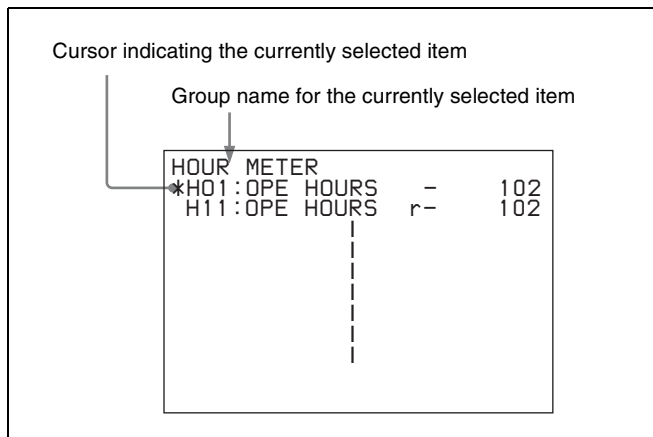 Cursor indicating the currently selected item
Group name for the currently selected item
HOUR METER
*H01:OPE HOURS - 102
H11:OPE HOURS r- 102